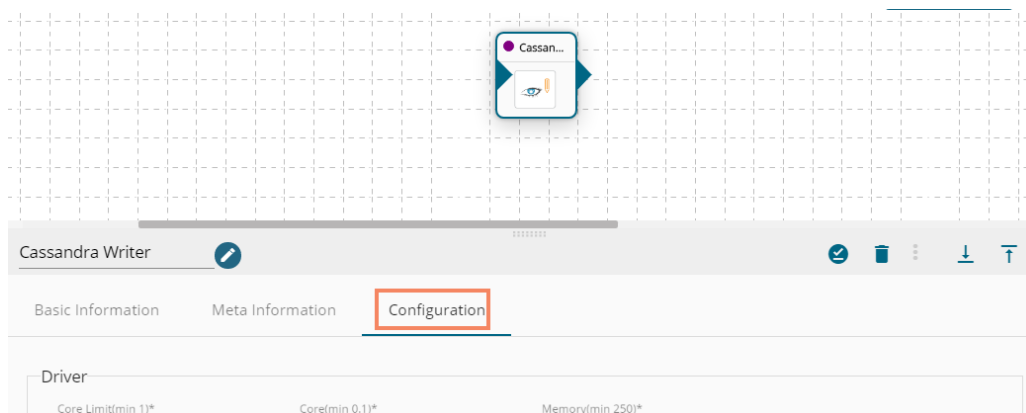 Cassan...
Cassandra Writer
Basic Information Meta Information Configuration
Driver
Core Limit(min 1)* Core(min 0.1)* Memory(min 250)*